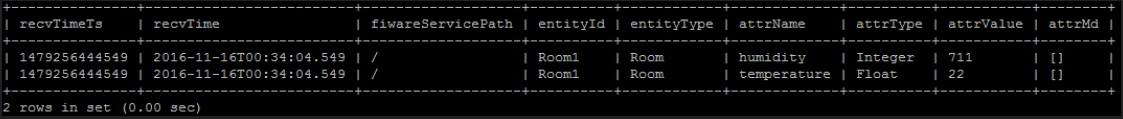 +---------------+-------------------------+-------------------+----------+------------+-------------+----------+-----------+--------+
| recvTimeTs | recvTime | fiwareServicePath | entityId | entityType | attrName | attrType | attrValue | attrMd |
+---------------+-------------------------+-------------------+----------+------------+-------------+----------+-----------+--------+
| 1479256444549 | 2016-11-16T00:34:04.549 | / | Room1 | Room | humidity | Integer | 711 | [] |
| 1479256444549 | 2016-11-16T00:34:04.549 | / | Room1 | Room | temperature | Float | 22 | [] |
+---------------+-------------------------+-------------------+----------+------------+-------------+----------+-----------+--------+
2 rows in set (0.00 sec)